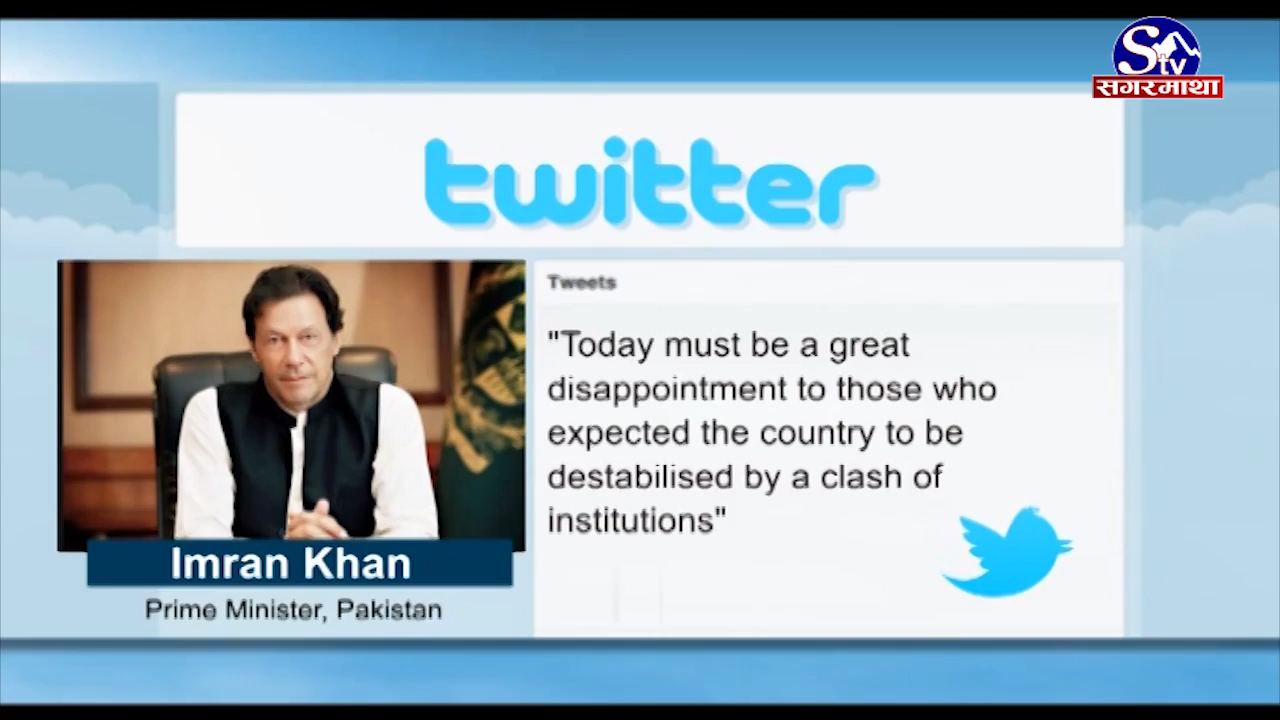 S tv
सगरमाथा
twitter
Tweets
"Today must be a great
disappointment to those who
expected the country to be
destabilised by a clash of
institutions"
Imran Khan
Prime Minister, Pakistan